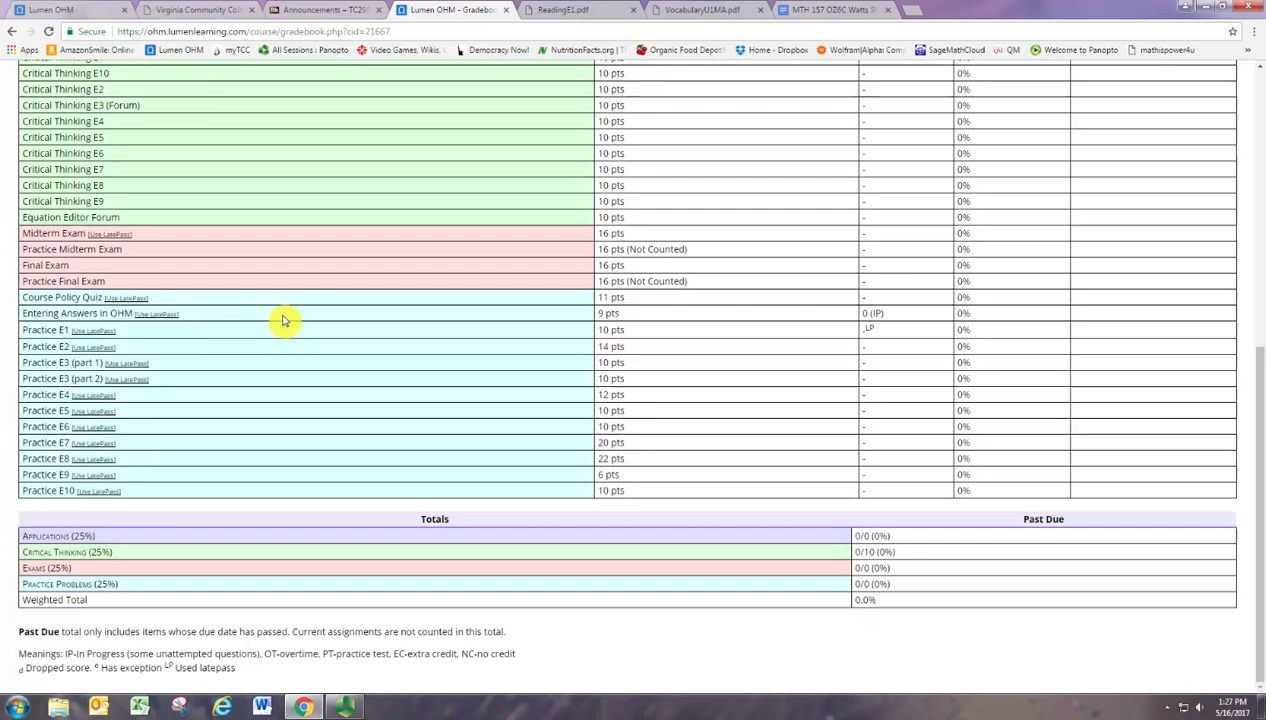 Lumen OHM
Virginia Community Coll
Announcements – TC295
Lumen OHM - Gradeboo
ReadingE1.pdf
VocabularyU1MA.pdf
MTH 157 OZ6C Watts S
Secure
https://ohm.lumenlearning.com/course/gradebook.php?cid=21667
Apps
AmazonSmile: Online
Lumen OHM
myTCC
All Sessions : Panopto
Video Games, Wikis,
Democracy Now!
NutritionFacts.org | Th
Organic Food Depot
Home - Dropbox
Wolfram|Alpha: Comp
SageMathCloud
QM
Welcome to Panopto
mathispower4u
10 pts - 0%
Critical Thinking E10 10 pts - 0%
Critical Thinking E2 10 pts - 0%
Critical Thinking E3 (Forum) 10 pts - 0%
Critical Thinking E4 10 pts - 0%
Critical Thinking E5 10 pts - 0%
Critical Thinking E6 10 pts - 0%
Critical Thinking E7 10 pts - 0%
Critical Thinking E8 10 pts - 0%
Critical Thinking E9 10 pts - 0%
Equation Editor Forum 10 pts - 0%
Midterm Exam [Use LatePass] 16 pts - 0%
Practice Midterm Exam 16 pts (Not Counted) - 0%
Final Exam 16 pts - 0%
Practice Final Exam 16 pts (Not Counted) - 0%
Course Policy Quiz [Use LatePass] 11 pts - 0%
Entering Answers in OHM [Use LatePass] 9 pts 0 (IP) 0%
Practice E1 [Use LatePass] 10 pts -LP 0%
Practice E2 [Use LatePass] 14 pts - 0%
Practice E3 (part 1) [Use LatePass] 10 pts - 0%
Practice E3 (part 2) [Use LatePass] 10 pts - 0%
Practice E4 [Use LatePass] 12 pts - 0%
Practice E5 [Use LatePass] 10 pts - 0%
Practice E6 [Use LatePass] 10 pts - 0%
Practice E7 [Use LatePass] 20 pts - 0%
Practice E8 [Use LatePass] 22 pts - 0%
Practice E9 [Use LatePass] 6 pts - 0%
Practice E10 [Use LatePass] 10 pts - 0%
Totals Past Due
Applications (25%) 0/0 (0%)
Critical Thinking (25%) 0/10 (0%)
Exams (25%) 0/0 (0%)
Practice Problems (25%) 0/0 (0%)
Weighted Total 0.0%
Past Due total only includes items whose due date has passed. Current assignments are not counted in this total.
Meanings: IP-In Progress (some unattempted questions), OT-overtime, PT-practice test, EC-extra credit, NC-no credit
d Dropped score. e Has exception LP Used latepass
1:27 PM
5/16/2017